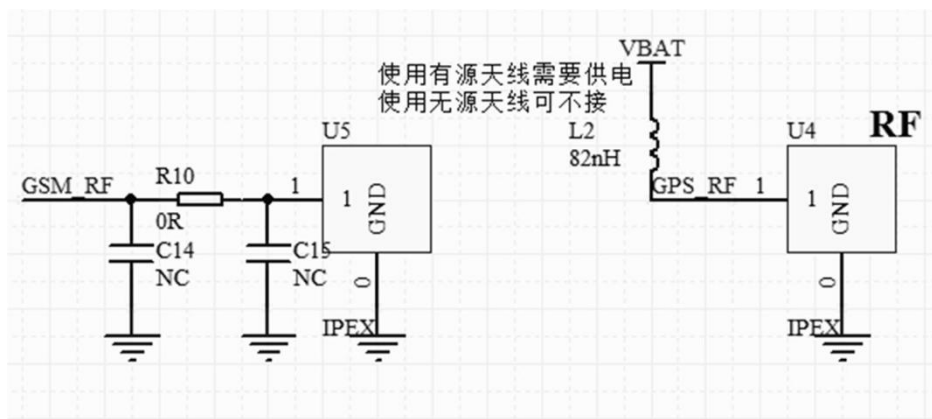 VBAT
使用有源天线需要供电
使用无源天线可不接
U5
L2
82nH
U4
RF
GSM_RF
R10
0R
1
1
GND
GPS_RF
1
1
GND
C14
NC
C15
NC
0
0
IPEX
IPEX